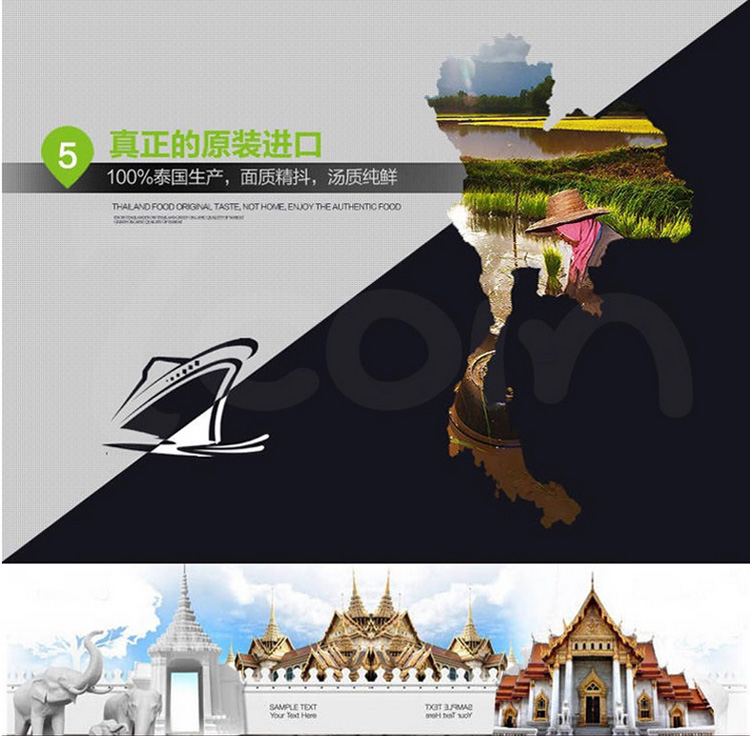 5
真正的原装进口
100%泰国生产，面质精抖，汤质纯鲜
THAILAND FOOD ORIGINAL TASTE, NOT HOME, ENJOY THE AUTHENTIC FOOD
SAMPLE TEXT
Your Text Here
SAMPLE TEXT
Your Text Here